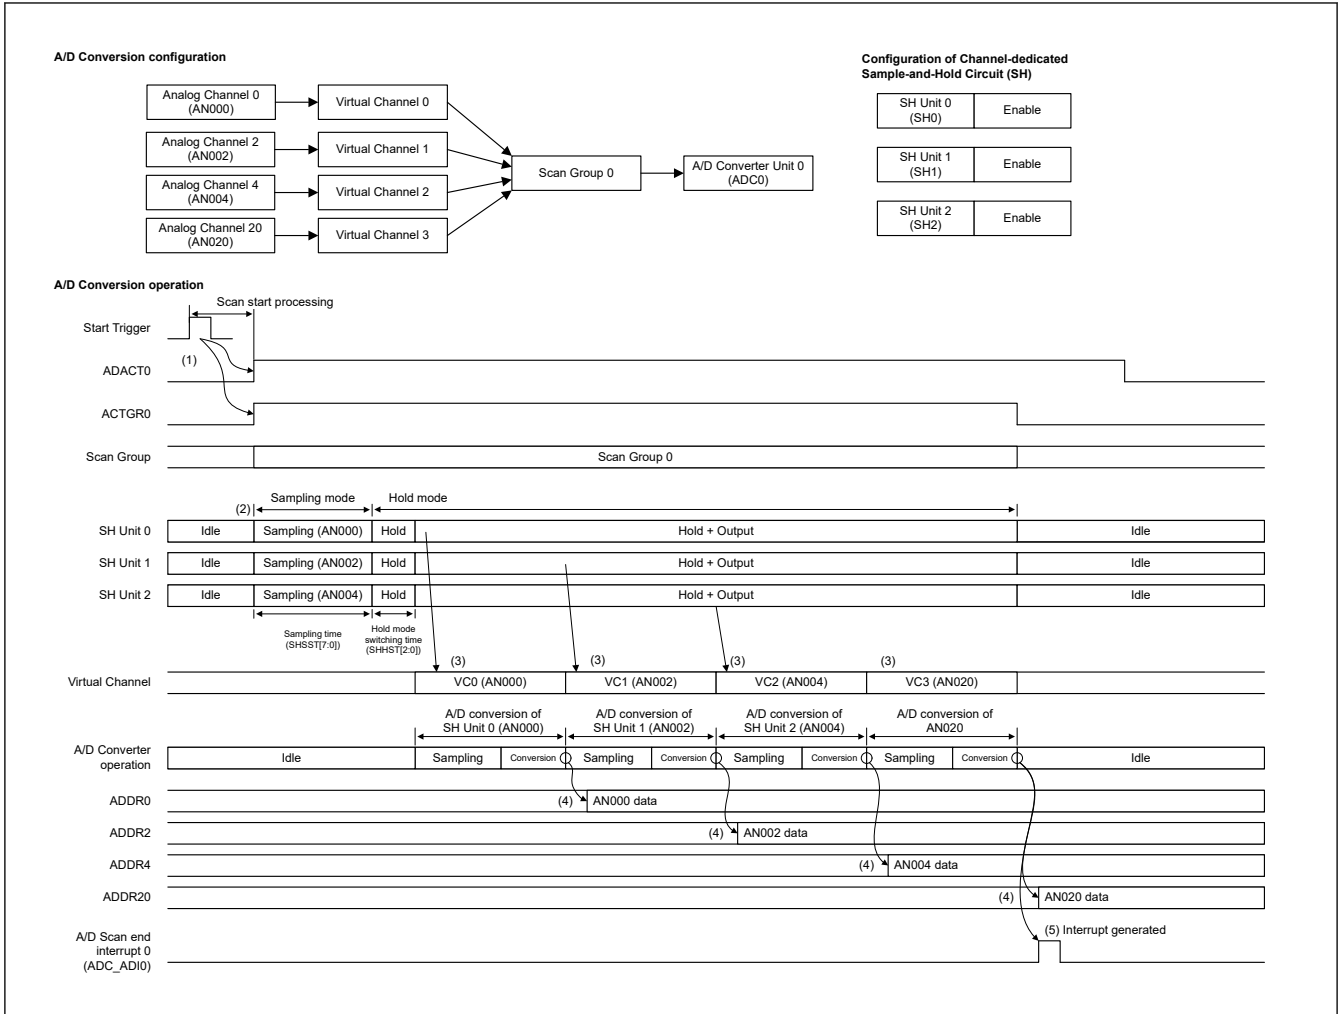 A/D Conversion configuration
Configuration of Channel-dedicated
Sample-and-Hold Circuit (SH)
Analog Channel 0
(AN000)
Virtual Channel 0
Analog Channel 2
(AN002)
Virtual Channel 1
Analog Channel 4
(AN004)
Virtual Channel 2
Analog Channel 20
(AN020)
Virtual Channel 3
Scan Group 0
A/D Converter Unit 0
(ADC0)
SH Unit 0
(SH0)
Enable
SH Unit 1
(SH1)
Enable
SH Unit 2
(SH2)
Enable
A/D Conversion operation
Scan start processing
Start Trigger
(1)
ADACT0
ACTGR0
Scan Group
Scan Group 0
(2)
Sampling mode
Hold mode
SH Unit 0
Idle
Sampling (AN000)
Hold
Hold + Output
Idle
SH Unit 1
Idle
Sampling (AN002)
Hold
Hold + Output
Idle
SH Unit 2
Idle
Sampling (AN004)
Hold
Hold + Output
Idle
Sampling time
(SHSST[7:0])
Hold mode
switching time
(SHHST[2:0])
(3)
(3)
(3)
(3)
Virtual Channel
VC0 (AN000)
VC1 (AN002)
VC2 (AN004)
VC3 (AN020)
A/D conversion of
SH Unit 0 (AN000)
A/D conversion of
SH Unit 1 (AN002)
A/D conversion of
SH Unit 2 (AN004)
A/D conversion of
AN020
A/D Converter
operation
Idle
Sampling
Conversion
Sampling
Conversion
Sampling
Conversion
Sampling
Conversion
Idle
ADDR0
(4)
AN000 data
ADDR2
(4)
AN002 data
ADDR4
(4)
AN004 data
ADDR20
(4)
AN020 data
A/D Scan end
interrupt 0
(ADC_ADI0)
(5) Interrupt generated